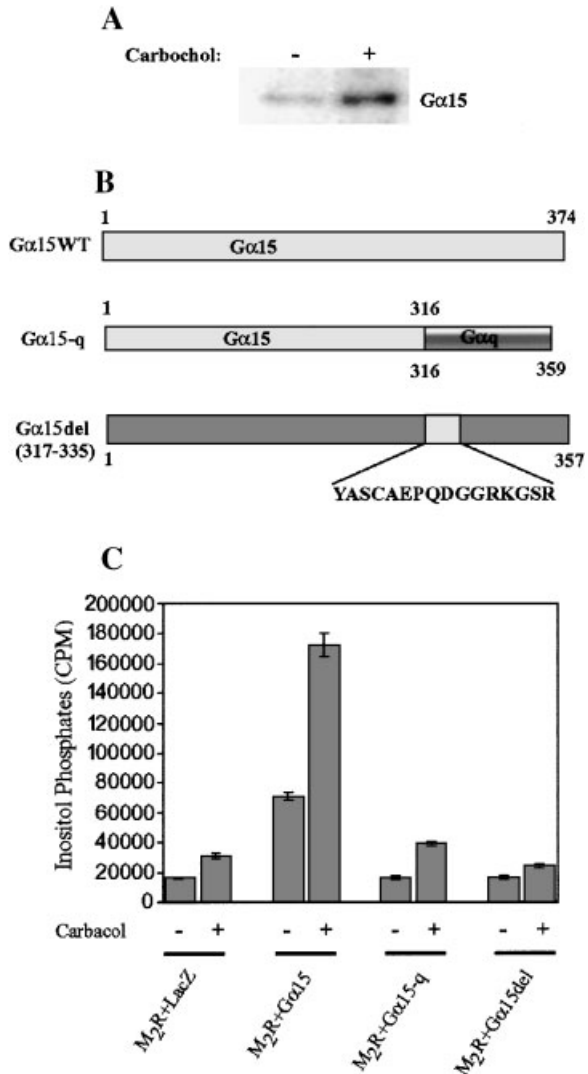 A
Carbochol: - +
Gα15
B
1 374
Gα15WT Gα15
1 316
Gα15-q Gα15 Gαq
316 359
Gα15del
(317-335)
1 357
YASCAEPQDGGRKGSR
C
Inositol Phosphates (CPM)
200000
180000
160000
140000
120000
100000
80000
60000
40000
20000
0
Carbacol - + - + - + - +
M2R+LacZ
M2R+Gα15
M2R+Gα15-q
M2R+Gα15del